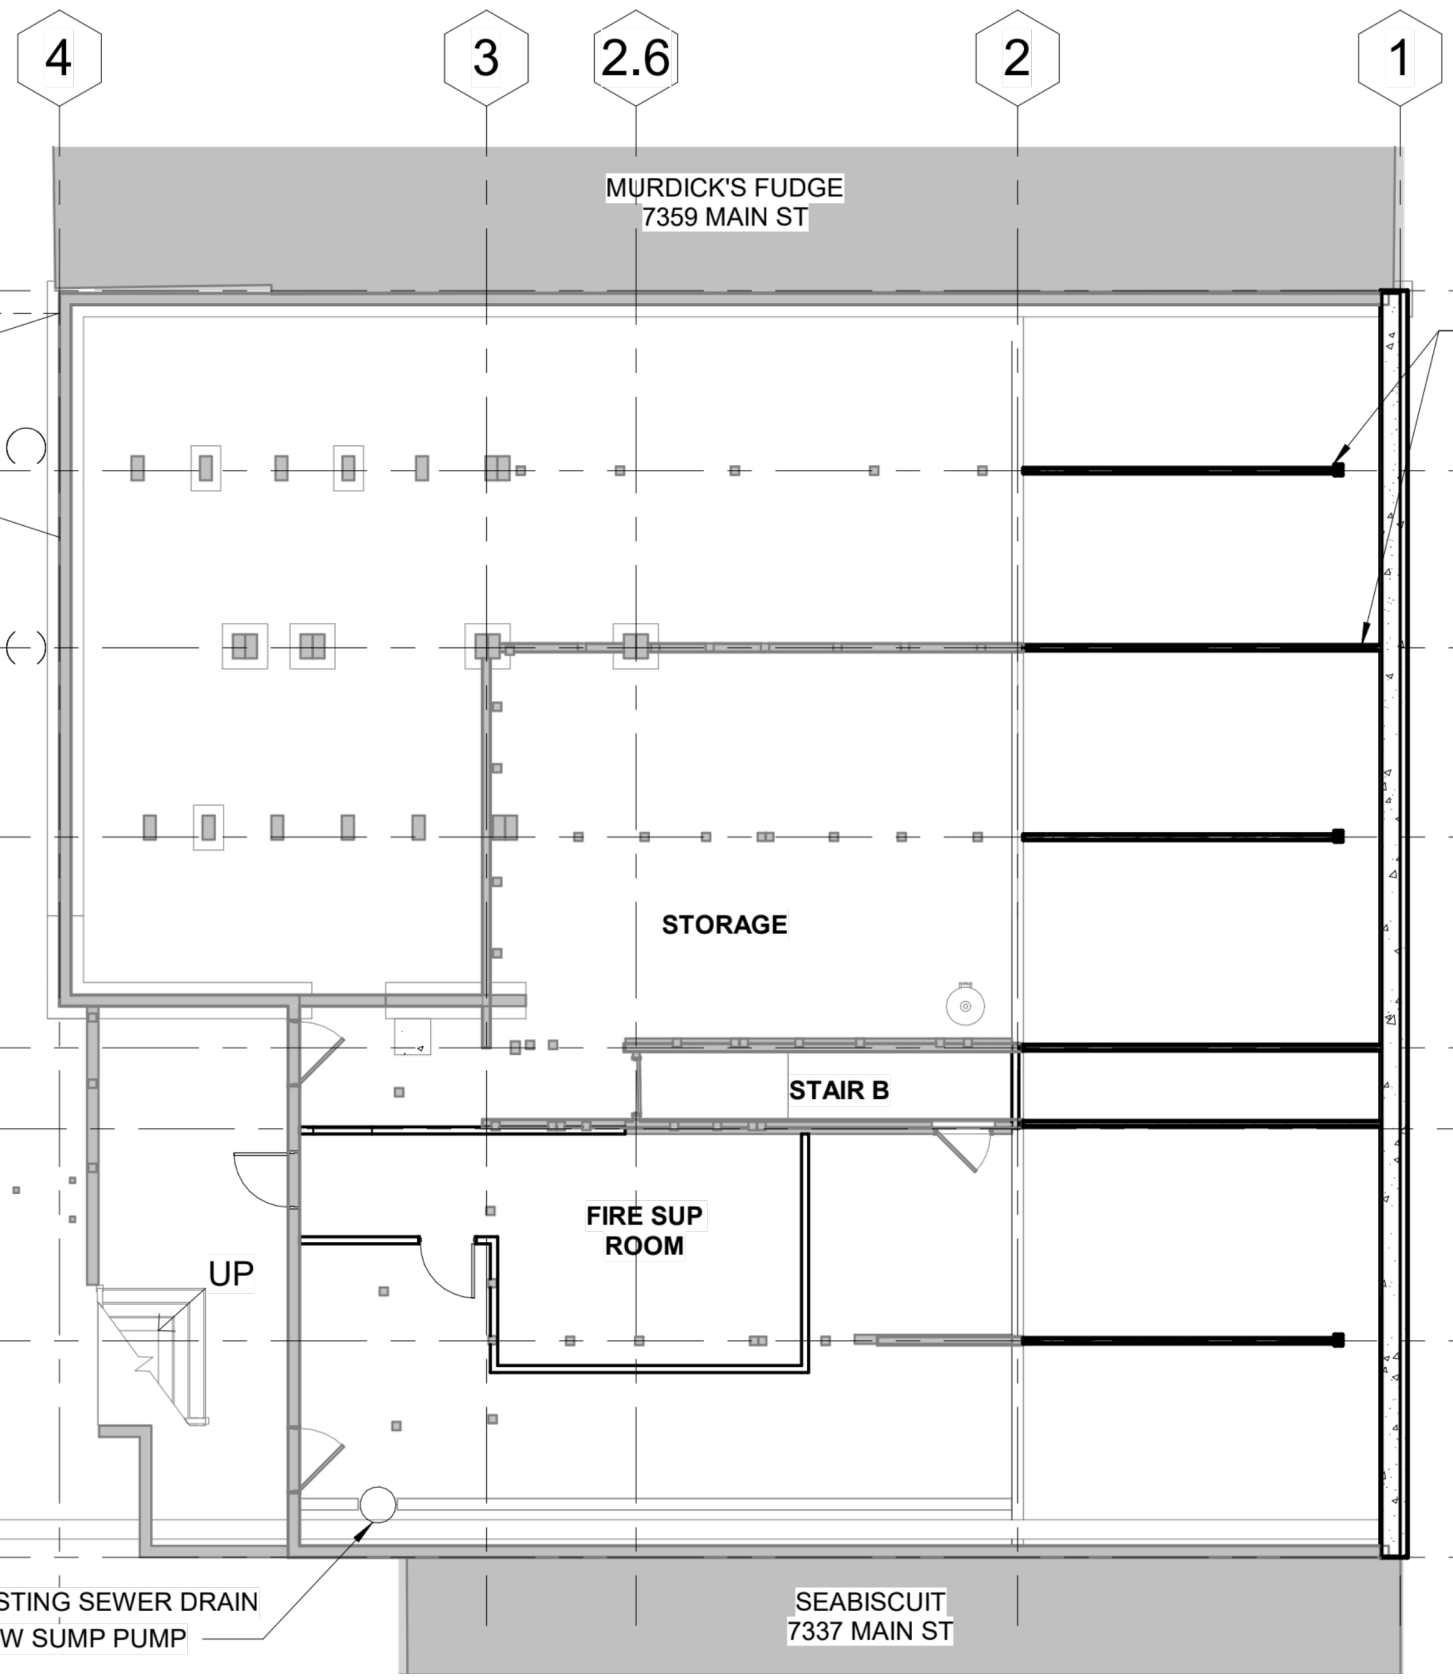 4
3
2.6
2
1
MURDICK'S FUDGE
7359 MAIN ST
STORAGE
STAIR B
FIRE SUP
ROOM
UP
STING SEWER DRAIN
W SUMP PUMP
SEABISCUIT
7337 MAIN ST